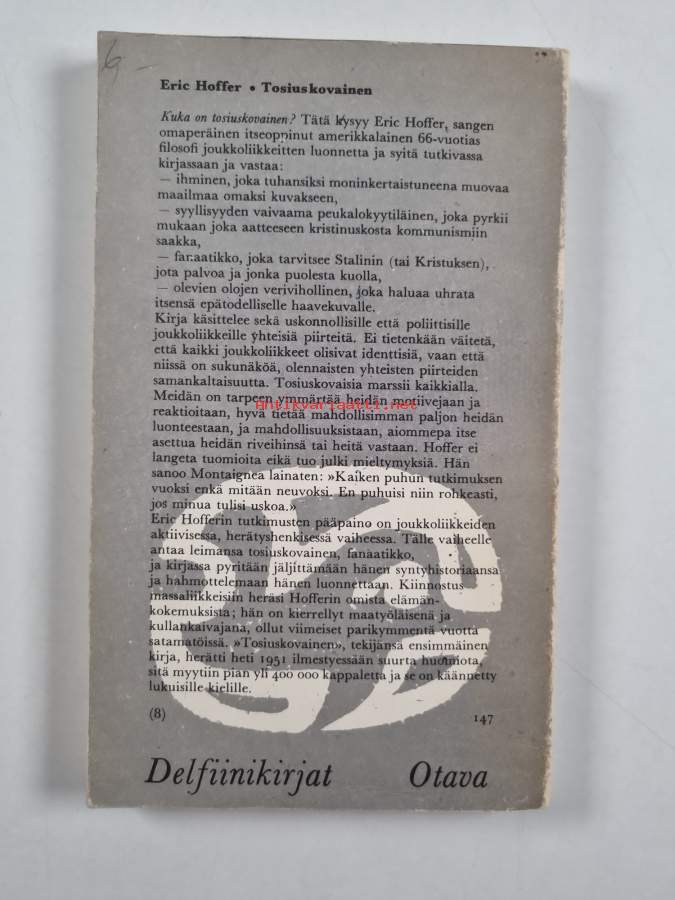 6,-
Eric Hoffer • Tosiuskovainen
Kuka on tosiuskovainen? Tätä kysyy Eric Hoffer, sangen
omaperäinen itseoppinut amerikkalainen 66-vuotias
filosofi joukkoliikkeitten luonnetta ja syitä tutkivassa
kirjassaan ja vastaa:
— ihminen, joka tuhansiksi moninkertaistuneena muovaa
maailmaa omaksi kuvakseen,
— syyllisyyden vaivaama peukalokyytiläinen, joka pyrkii
mukaan joka aatteeseen kristinuskosta kommunismiin
saakka,
— fanaatikko, joka tarvitsee Stalinin (tai Kristuksen),
jota palvoa ja jonka puolesta kuolla,
— olevien olojen verivihollinen, joka haluaa uhrata
itsensä epätodelliselle haavekuvalle.
Kirja käsittelee sekä uskonnollisille että poliittisille
joukkoliikkeille yhteisiä piirteitä. Ei tietenkään väitetä,
että kaikki joukkoliikkeet olisivat identtisiä, vaan että
niissä on sukunäköä, olennaisten yhteisten piirteiden
samankaltaisuutta. Tosiuskovaisia marssii kaikkialla.
Meidän on tarpeen ymmärtää heidän motiivejaan ja
reaktioitaan, hyvä tietää mahdollisimman paljon heidän
luonteestaan, ja mahdollisuuksistaan, aiommepa itse
asettua heidän riveihinsä tai heitä vastaan. Hoffer ei
langeta tuomioita eikä tuo julki mieltymyksiä. Hän
sanoo Montaignea lainaten: »Kaiken puhun tutkimuksen
vuoksi enkä mitään neuvoksi. En puhuisi niin rohkeasti,
jos minua tulisi uskoa.»
Eric Hofferin tutkimusten pääpaino on joukkoliikkeiden
aktiivisessa, herätyshenkisessä vaiheessa. Tälle vaiheelle
antaa leimansa tosiuskovainen, fanaatikko,
ja kirjassa pyritään jäljittämään hänen syntyhistoriaansa
ja hahmottelemaan hänen luonnettaan. Kiinnostus
massaliikkeisiin heräsi Hofferin omista elämän-
kokemuksista; hän on kierrellyt maatyöläisenä ja
kullankaivajana, ollut viimeiset parikymmentä vuotta
satamatöissä. »Tosiuskovainen», tekijänsä ensimmäinen
kirja, herätti heti 1951 ilmestyessään suurta huomiota,
sitä myytiin pian yli 400 000 kappaletta ja se on käännetty
lukuisille kielille.
(8) 147
Delfiinikirjat Otava
Antikvariaatti.net